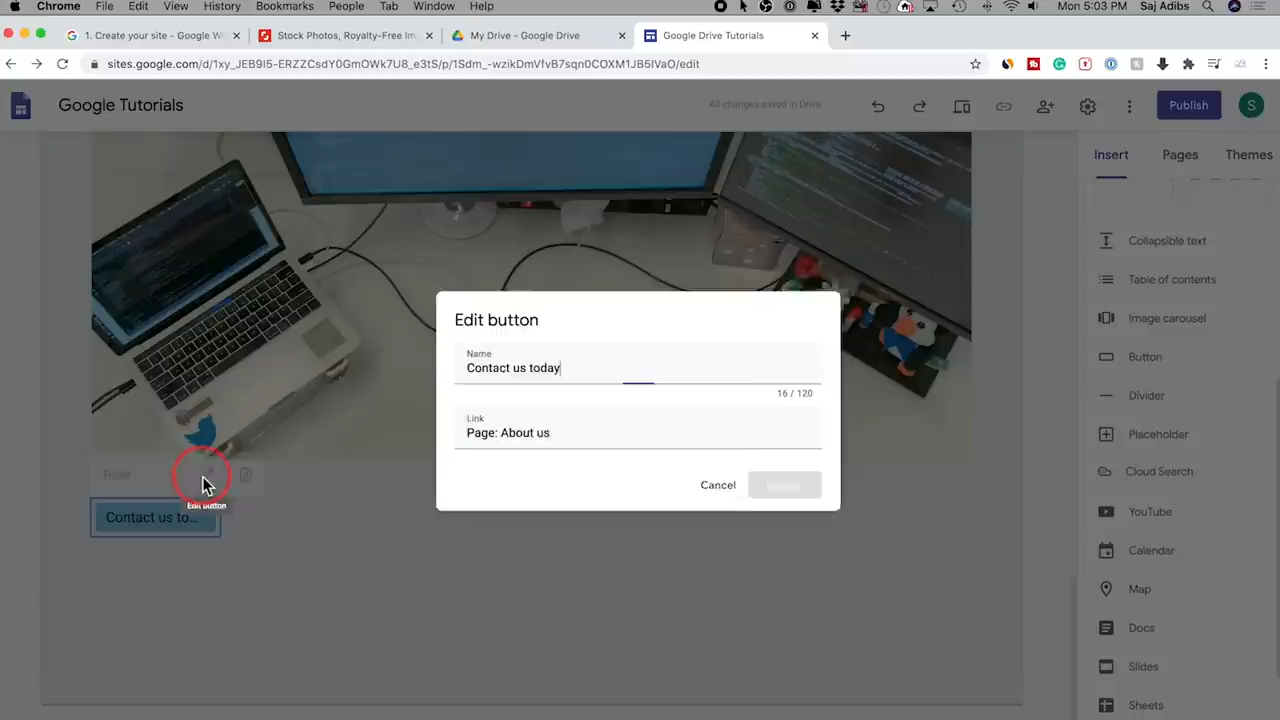 Chrome File Edit View History Bookmarks People Tab Window Help Mon 5:03 PM Saj Adibs
1. Create your site - Google W
Stock Photos, Royalty-Free Im
My Drive - Google Drive
Google Drive Tutorials
sites.google.com/d/1xy_JEB9I5-ERZZCsdY0GmOWk7U8_e3tS/p/1Sdm_-wzikDmVfvB7sqn0COXM1JB5IVaO/edit
Google Tutorials
All changes saved in Drive
Publish
S
Insert Pages Themes
Collapsible text
Table of contents
Image carousel
Button
Divider
Placeholder
Cloud Search
YouTube
Calendar
Map
Docs
Slides
Sheets
Edit button
Name
Contact us today
16 / 120
Link
Page: About us
Cancel
Filled
Edit button
Contact us to...